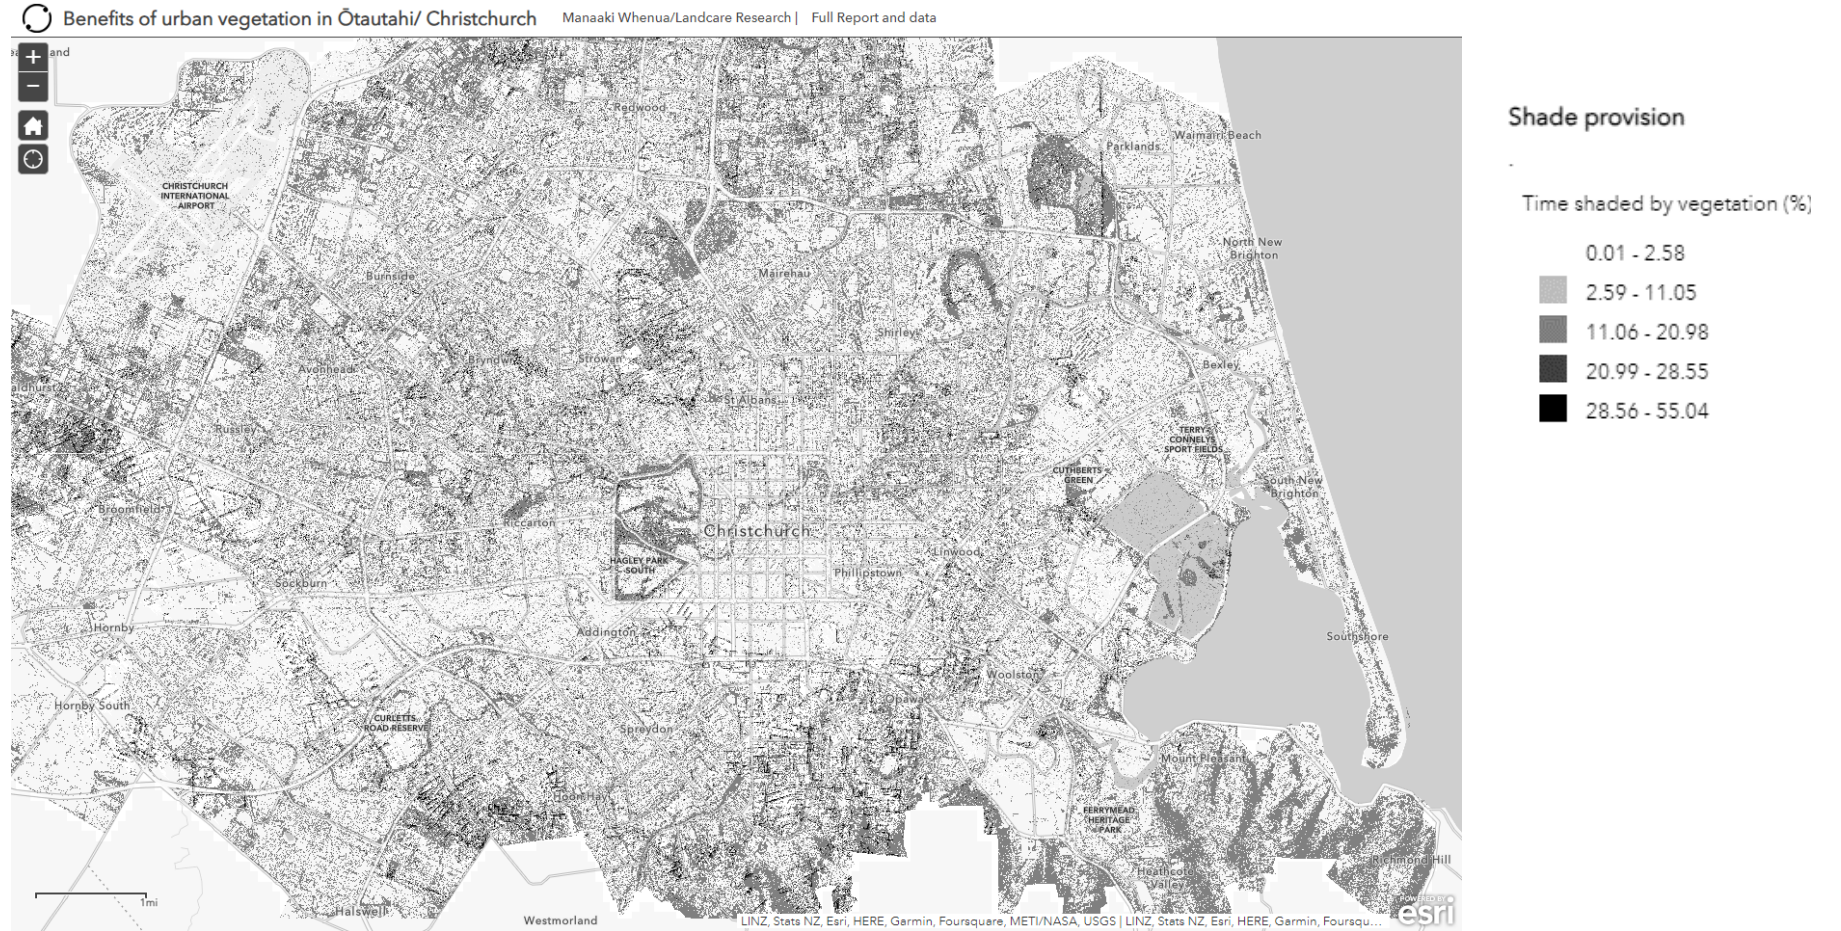 Benefits of urban vegetation in Ōtautahi/ Christchurch
Manaaki Whenua/Landcare Research | Full Report and data
+
−
Redwood
Waimairi Beach
Parklands
CHRISTCHURCH
INTERNATIONAL
AIRPORT
North New
Brighton
Burnside
Mairehau
Shirley
Bryndwr
Strowan
Avonhead
Bexley
St Albans
Russley
TERRY
CONNELYS
SPORT FIELDS
CUTHBERTS
GREEN
South New
Brighton
Broomfield
Riccarton
Christchurch
Linwood
HAGLEY PARK
SOUTH
Phillipstown
Sockburn
Hornby
Addington
Southshore
Woolston
Hornby South
Opawa
CURLETTS
ROAD RESERVE
Spreydon
Mount Pleasant
Hoon Hay
FERRYMEAD
HERITAGE
PARK
Richmond Hill
Heathcote
Valley
1mi
Halswell
Westmorland
LINZ, Stats NZ, Esri, HERE, Garmin, Foursquare, METI/NASA, USGS | LINZ, Stats NZ, Esri, HERE, Garmin, Foursqu...
POWERED BY
esri
Shade provision
-
Time shaded by vegetation (%)
0.01 - 2.58
2.59 - 11.05
11.06 - 20.98
20.99 - 28.55
28.56 - 55.04